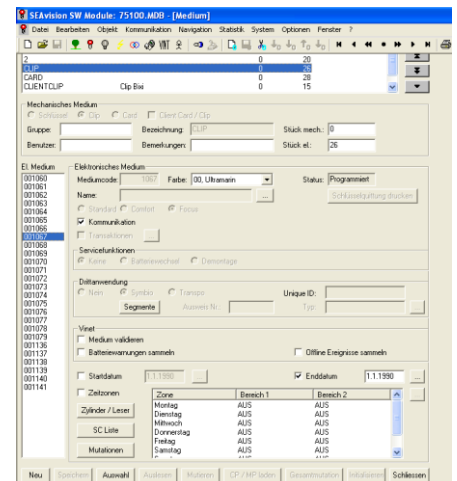 SEAvision SW Module: 75100.MDB - [Medium]
Datei Bearbeiten Objekt Kommunikation Navigation Statistik System Optionen Fenster ?
2 0 20
CLIP 0 26
CARD 0 28
CLIENTCLIP Clip Bixi 0 15
Mechanisches Medium
Schlüssel Clip Card Client Card / Clip
Gruppe: Bezeichnung: CLIP Stück mech.: 0
Benutzer: Bemerkungen: Stück el.: 26
El. Medium Elektronisches Medium
001060 Mediumcode: 1067 Farbe: 00, Ultramarin Status: Programmiert
001061
001062 Name: ... Schlüsselquittung drucken
001063
001064 Standard Comfort Focus
001065 Kommunikation
001066 Transaktionen ...
001067
001068 Servicefunktionen
001069 Keine Batteriewechsel Demontage
001070
001071
001072 Drittanwendung
001073 Nein Symbio Transpo Unique ID:
001074
001075 Segmente Ausweis Nr.: Typ: ...
001076
001077 Vinet
001078 Medium validieren
001079
001136 Batteriewarnungen sammeln Offline Ereignisse sammeln
001137
001138
001139 Startdatum 1.1.1990 ... Enddatum 1.1.1990 ...
001140
001141 Zeitzonen Zone Bereich 1 Bereich 2
Montag AUS AUS
Zylinder / Leser Dienstag AUS AUS
Mittwoch AUS AUS
SC Liste Donnerstag AUS AUS
Freitag AUS AUS
Mutationen Samstag AUS AUS
Neu Speichern Auswahl Auslesen Mutieren CP / MP laden Gesamtmutation Initialisieren Schliessen